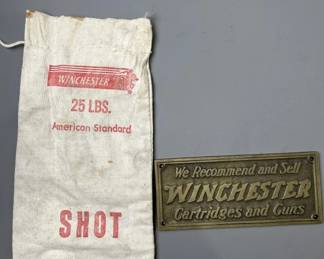 WINCHESTER
25 LBS.
American Standard
SHOT
We Recommend and Sell
WINCHESTER
Cartridges and Guns